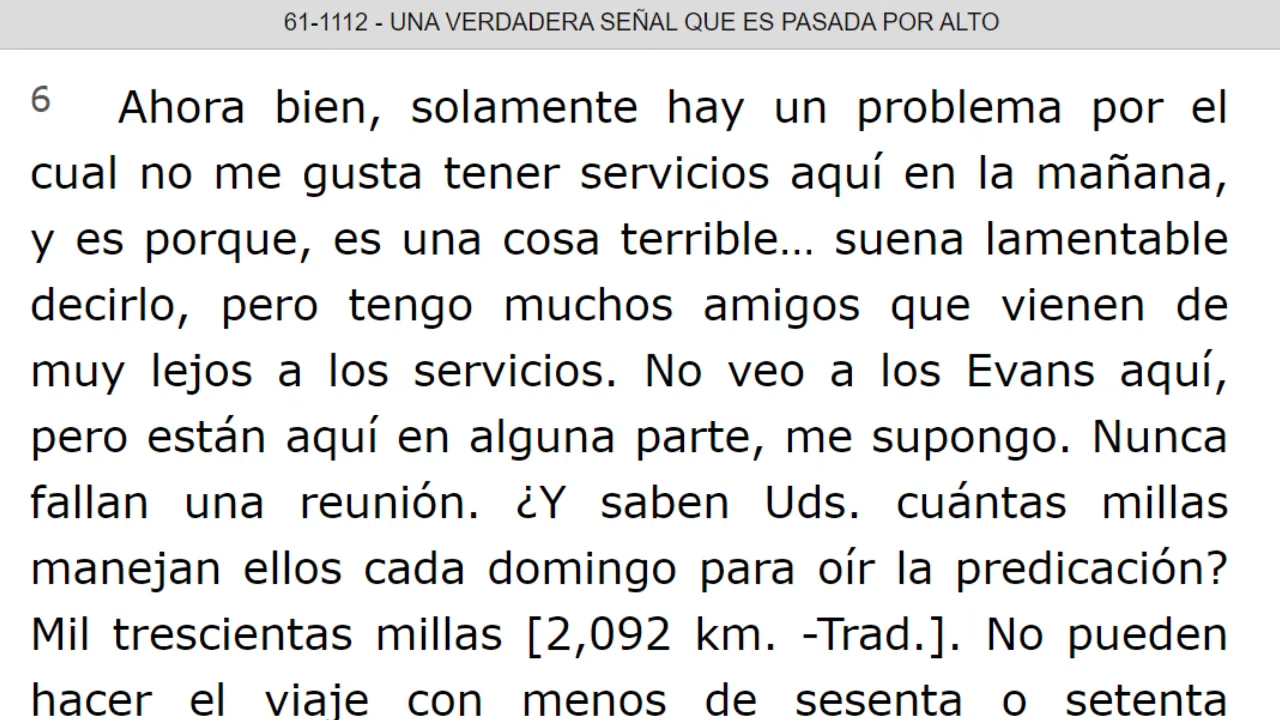 61-1112 - UNA VERDADERA SEÑAL QUE ES PASADA POR ALTO
6 Ahora bien, solamente hay un problema por el
cual no me gusta tener servicios aquí en la mañana,
y es porque, es una cosa terrible… suena lamentable
decirlo, pero tengo muchos amigos que vienen de
muy lejos a los servicios. No veo a los Evans aquí,
pero están aquí en alguna parte, me supongo. Nunca
fallan una reunión. ¿Y saben Uds. cuántas millas
manejan ellos cada domingo para oír la predicación?
Mil trescientas millas [2,092 km. -Trad.]. No pueden
hacer el viaje con menos de sesenta o setenta